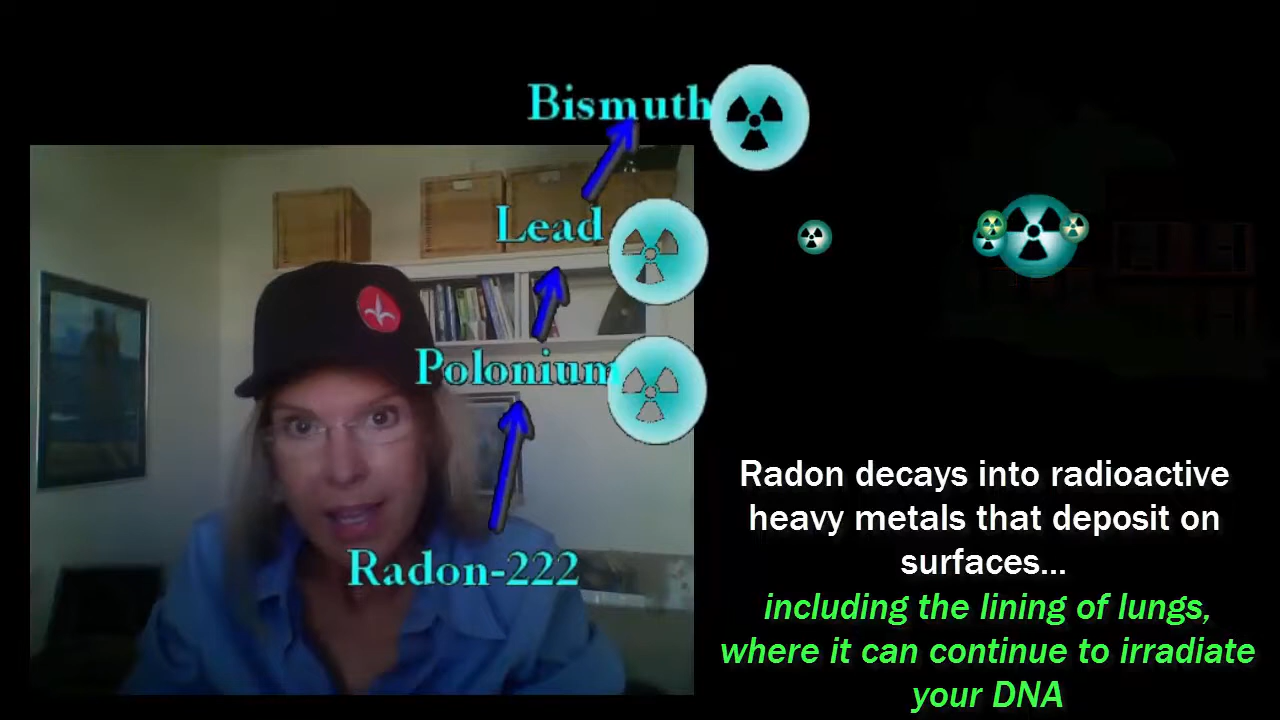 Bismuth
Lead
Polonium
Radon-222
Radon decays into radioactive
heavy metals that deposit on
surfaces...
including the lining of lungs,
where it can continue to irradiate
your DNA